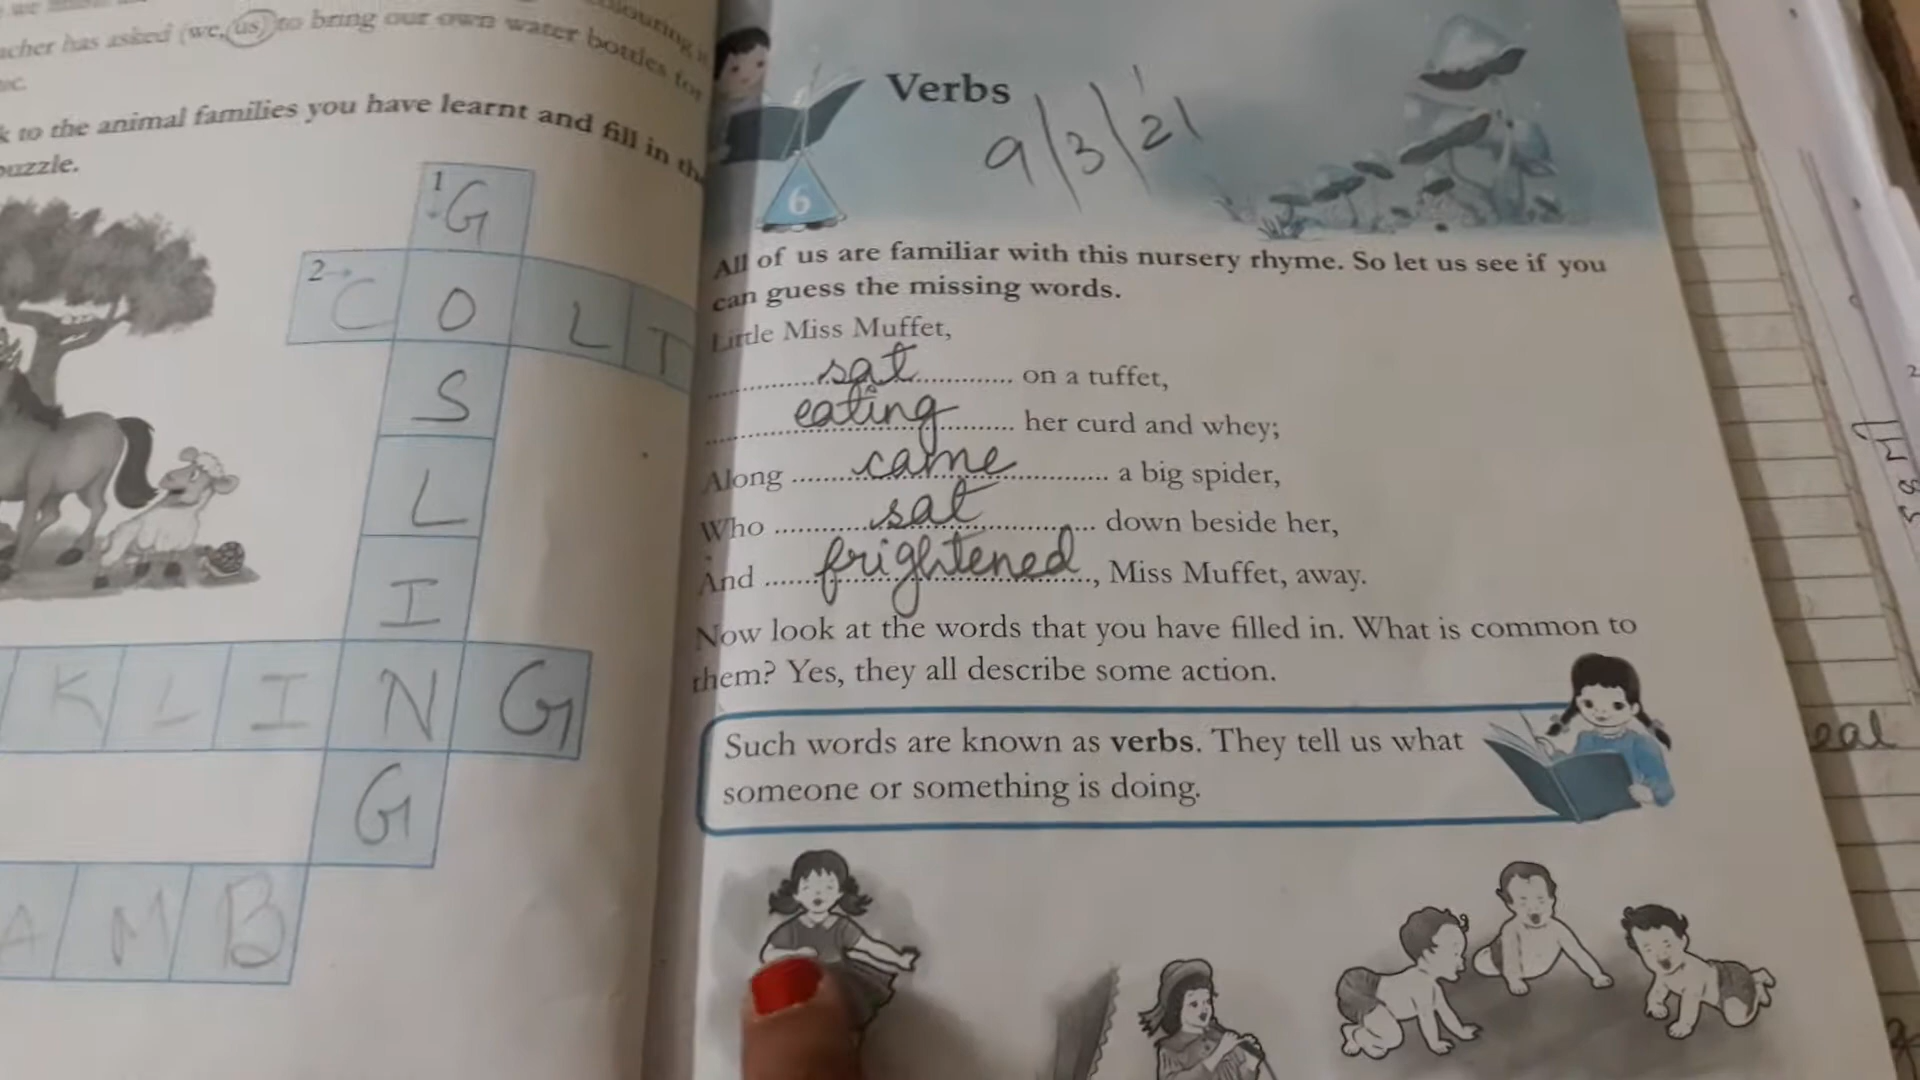 colouring
acher has asked (we, us) to bring our own water bottles for
k to the animal families you have learnt and fill in th
puzzle.
1
G
2
C O L T
S
L
I
K L I N G
G
A M B
Verbs
9/3/21
6
All of us are familiar with this nursery rhyme. So let us see if you
can guess the missing words.
Little Miss Muffet,
sat on a tuffet,
eating her curd and whey;
Along came a big spider,
Who sat down beside her,
And frightened, Miss Muffet, away.
Now look at the words that you have filled in. What is common to
them? Yes, they all describe some action.
Such words are known as verbs. They tell us what
someone or something is doing.
eal